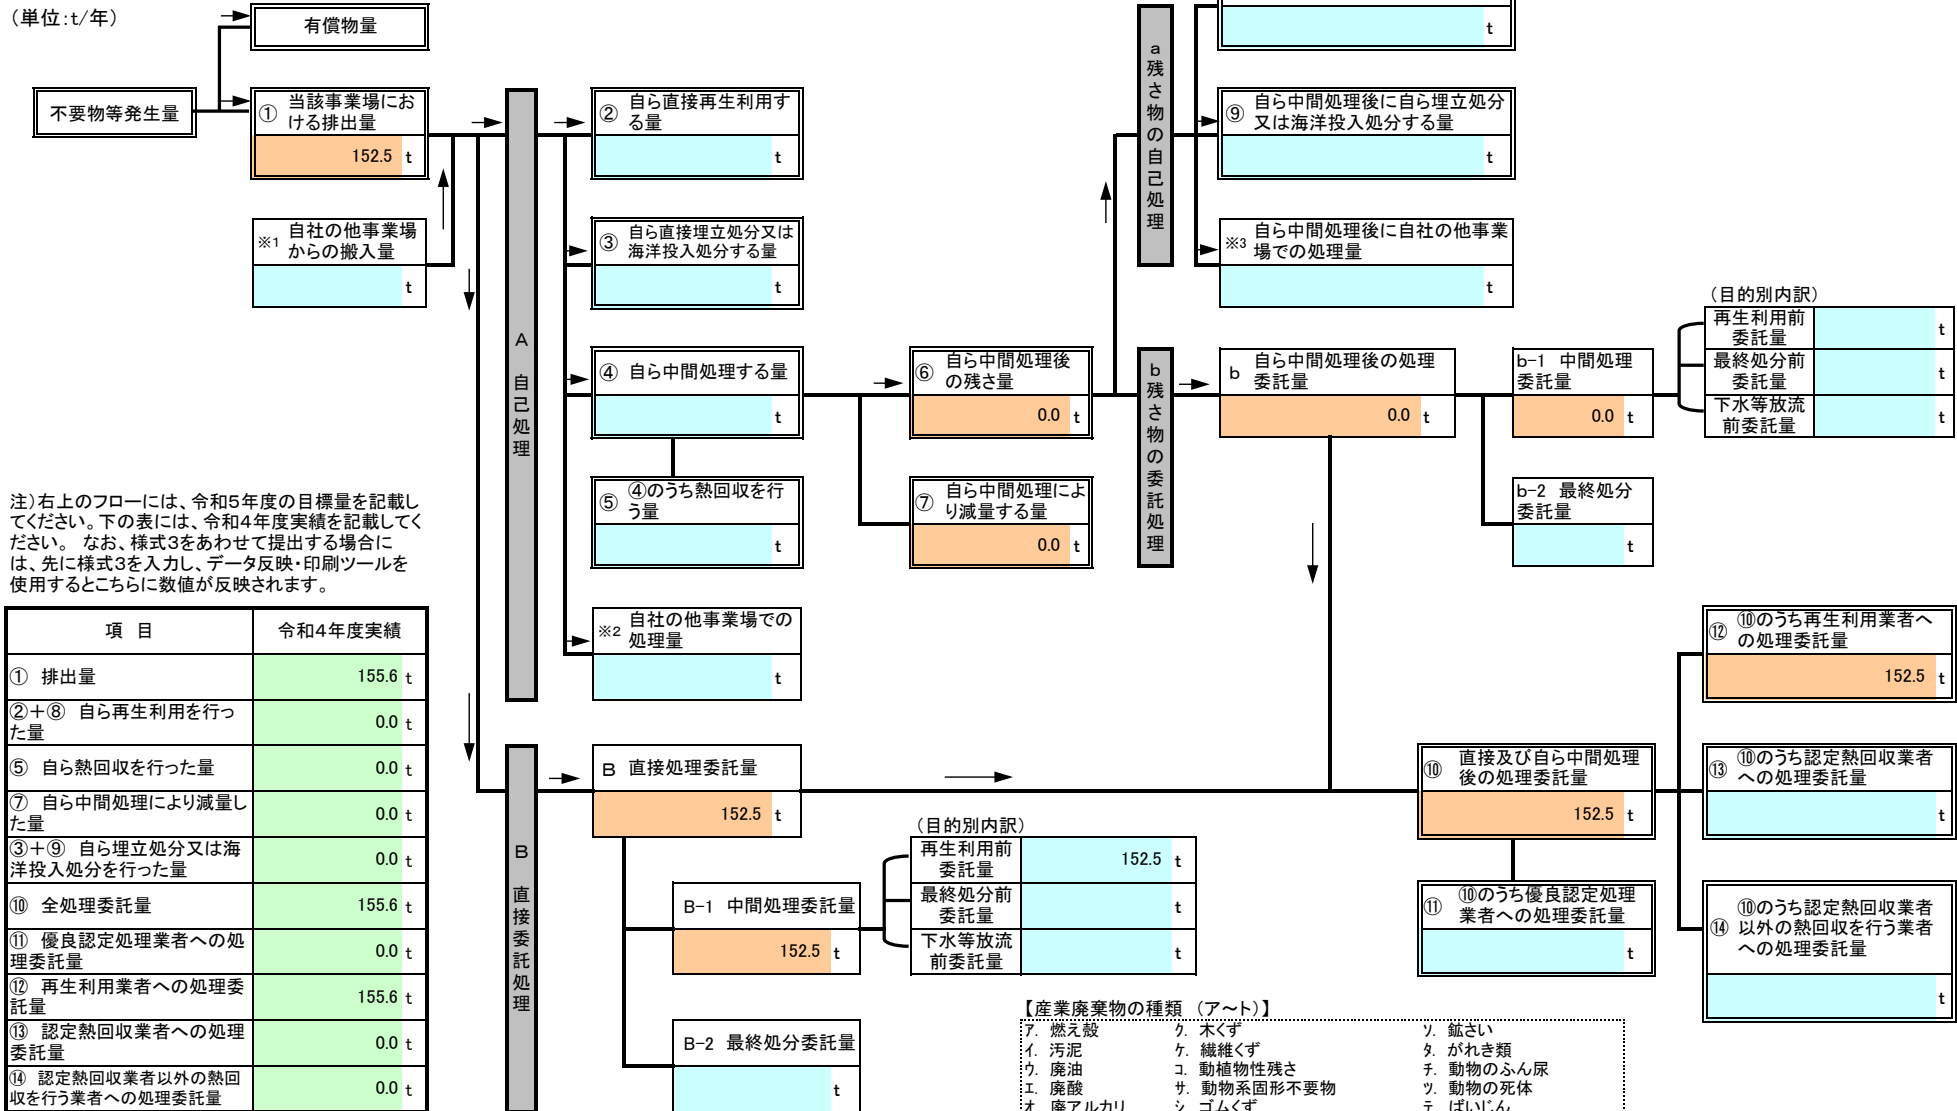 （単位:t/年）
有償物量
不要物等発生量
① 当該事業場にお
ける排出量
152.5 t
※1 自社の他事業場
からの搬入量
t
A 自己処理
② 自ら直接再生利用す
る量
t
③ 自ら直接埋立処分又は
海洋投入処分する量
t
④ 自ら中間処理する量
t
⑤ ④のうち熱回収を行
う量
t
※2 自社の他事業場での
処理量
t
⑥ 自ら中間処理後
の残さ量
0.0 t
⑦ 自ら中間処理によ
り減量する量
0.0 t
a 残さ物の自己処理
t
⑨ 自ら中間処理後に自ら埋立処分
又は海洋投入処分する量
t
※3 自ら中間処理後に自社の他事業
場での処理量
t
b 残さ物の委託処理
b 自ら中間処理後の処理
委託量
0.0 t
b-1 中間処理
委託量
0.0 t
b-2 最終処分
委託量
t
（目的別内訳）
再生利用前
委託量
t
最終処分前
委託量
t
下水等放流
前委託量
t
注）右上のフローには、令和5年度の目標量を記載し
てください。下の表には、令和4年度実績を記載してく
ださい。 なお、様式3をあわせて提出する場合に
は、先に様式3を入力し、データ反映・印刷ツールを
使用するとこちらに数値が反映されます。
項 目 令和4年度実績
① 排出量 155.6 t
②＋⑧ 自ら再生利用を行っ
た量 0.0 t
⑤ 自ら熱回収を行った量 0.0 t
⑦ 自ら中間処理により減量し
た量 0.0 t
③＋⑨ 自ら埋立処分又は海
洋投入処分を行った量 0.0 t
⑩ 全処理委託量 155.6 t
⑪ 優良認定処理業者への処
理委託量 0.0 t
⑫ 再生利用業者への処理委
託量 155.6 t
⑬ 認定熱回収業者への処理
委託量 0.0 t
⑭ 認定熱回収業者以外の熱回
収を行う業者への処理委託量 0.0 t
B 直接委託処理
B 直接処理委託量
152.5 t
B-1 中間処理委託量
152.5 t
B-2 最終処分委託量
t
（目的別内訳）
再生利用前
委託量
152.5 t
最終処分前
委託量
t
下水等放流
前委託量
t
⑩ 直接及び自ら中間処理
後の処理委託量
152.5 t
⑪ ⑩のうち優良認定処理
業者への処理委託量
t
⑫ ⑩のうち再生利用業者へ
の処理委託量
152.5 t
⑬ ⑩のうち認定熱回収業者
への処理委託量
t
⑭ ⑩のうち認定熱回収業者
以外の熱回収を行う業者
への処理委託量
t
【産業廃棄物の種類 （ア～ト）】
ア. 燃え殻 ク. 木くず ソ. 鉱さい
イ. 汚泥 ケ. 繊維くず タ. がれき類
ウ. 廃油 コ. 動植物性残さ チ. 動物のふん尿
エ. 廃酸 サ. 動物系固形不要物 ツ. 動物の死体
オ. 廃アルカリ シ. ゴムくず テ. ばいじん